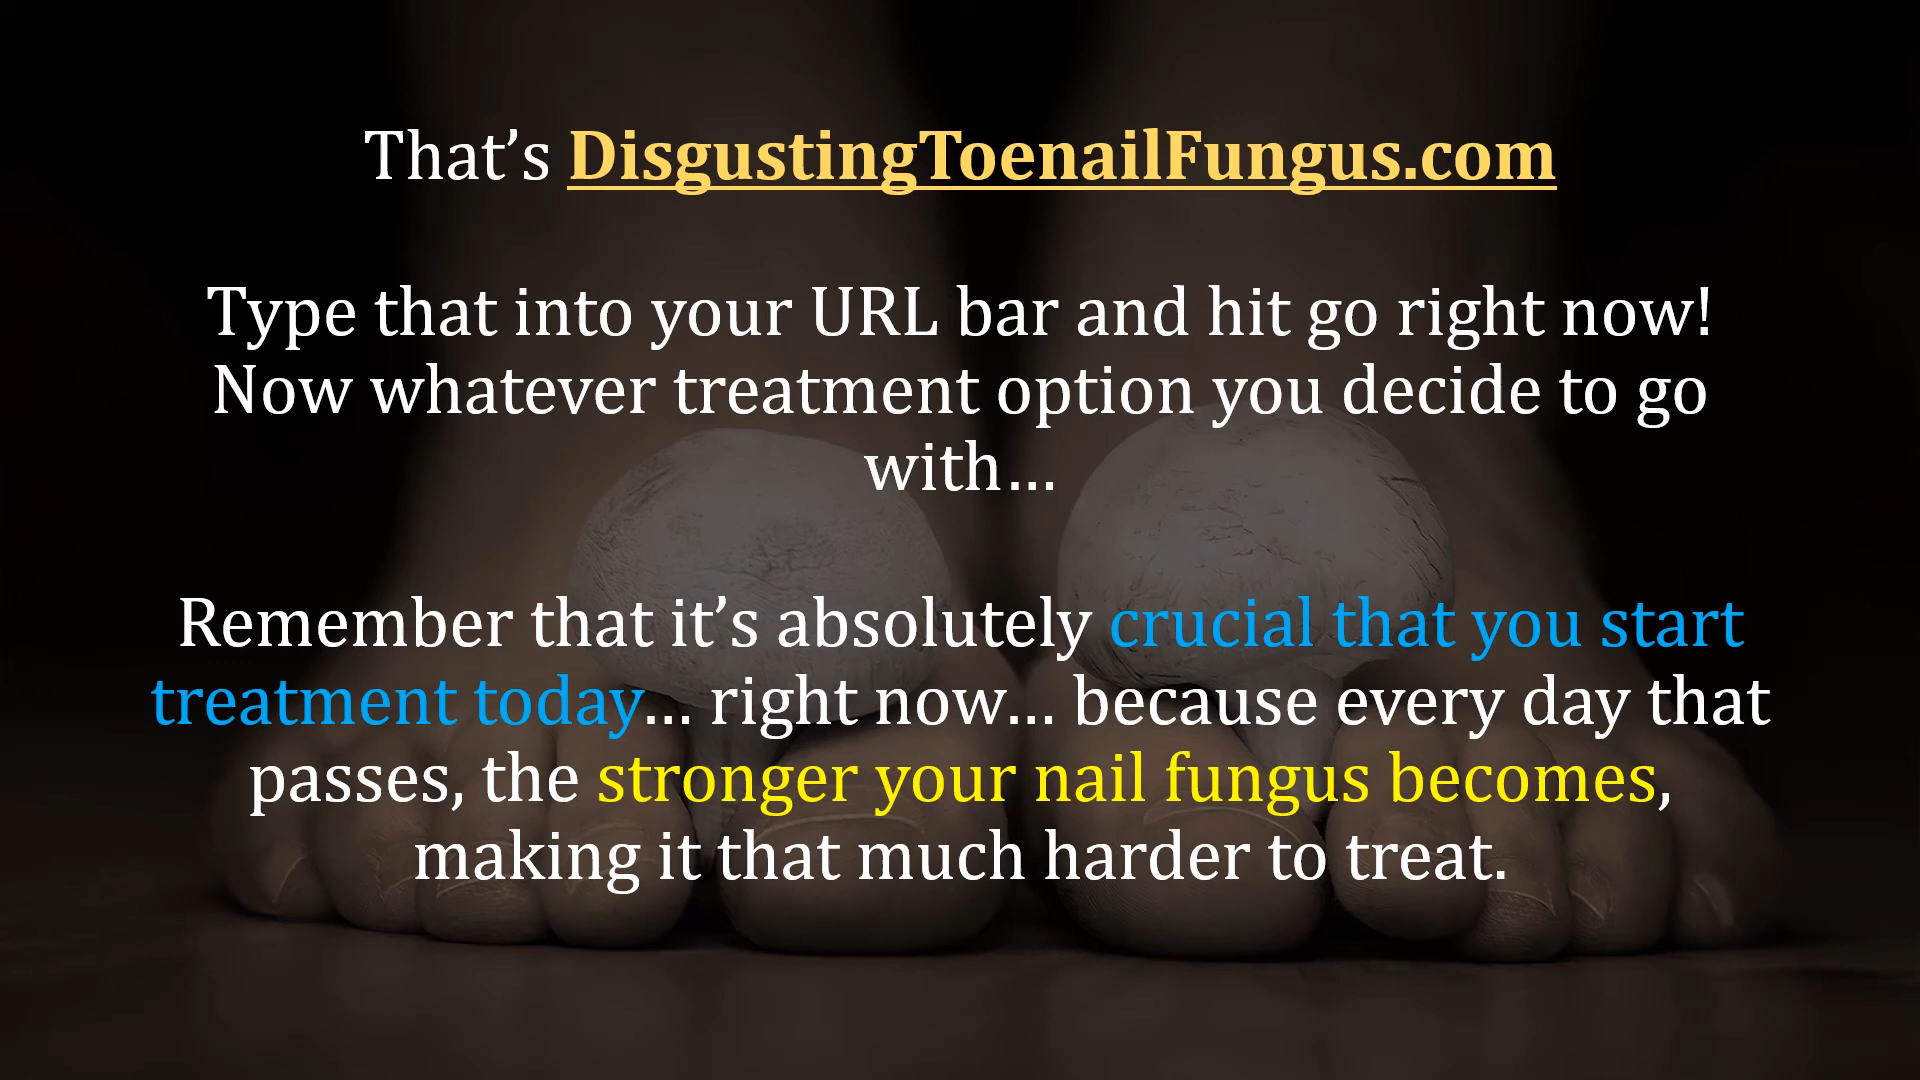 That’s DisgustingToenailFungus.com
Type that into your URL bar and hit go right now!
Now whatever treatment option you decide to go
with…
Remember that it’s absolutely crucial that you start
treatment today… right now… because every day that
passes, the stronger your nail fungus becomes,
making it that much harder to treat.